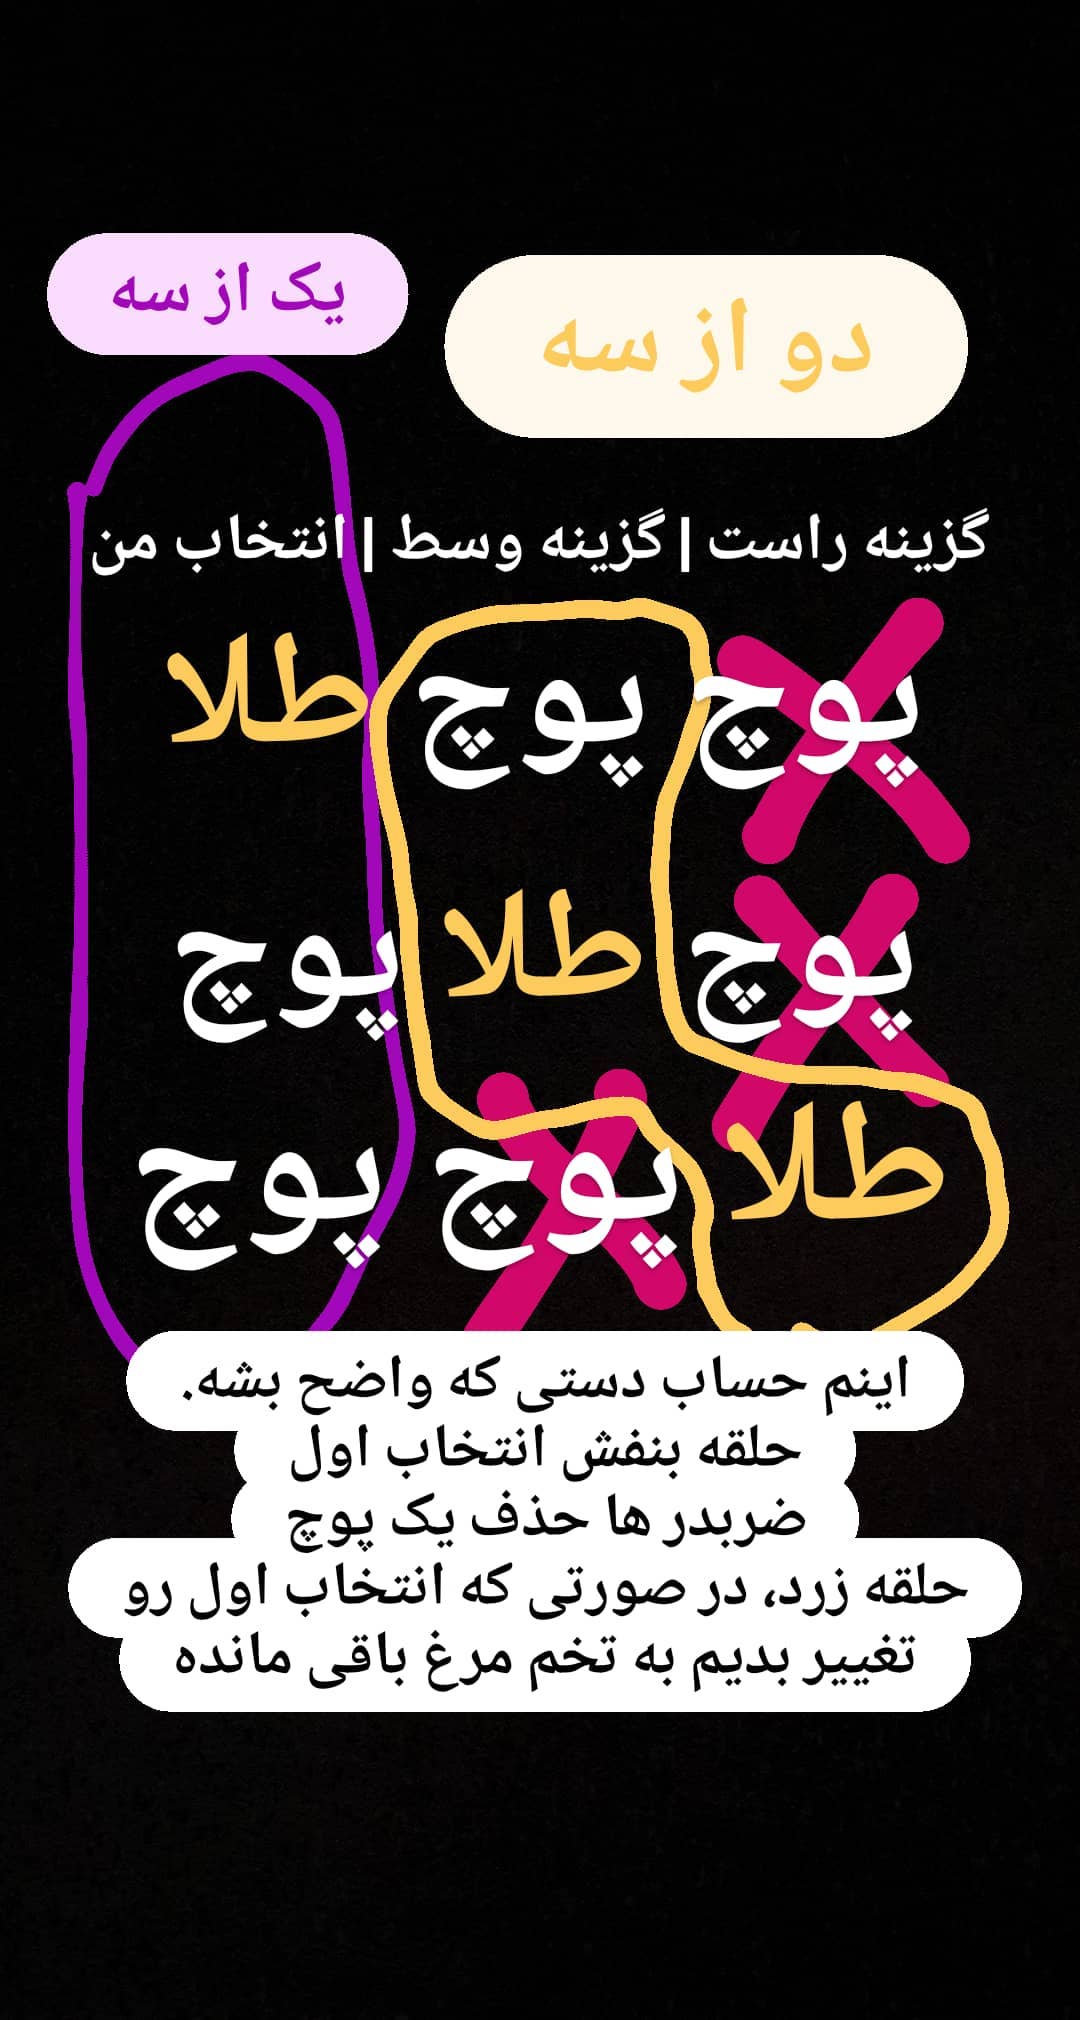 یک از سه
دو از سه
گزینه راست | گزینه وسط | انتخاب من
پوچ پوچ طلا
پوچ طلا پوچ
طلا پوچ پوچ
اینم حساب دستی که واضح بشه.
حلقه بنفش انتخاب اول
ضربدر ها حذف یک پوچ
حلقه زرد، در صورتی که انتخاب اول رو
تغییر بدیم به تخم مرغ باقی مانده